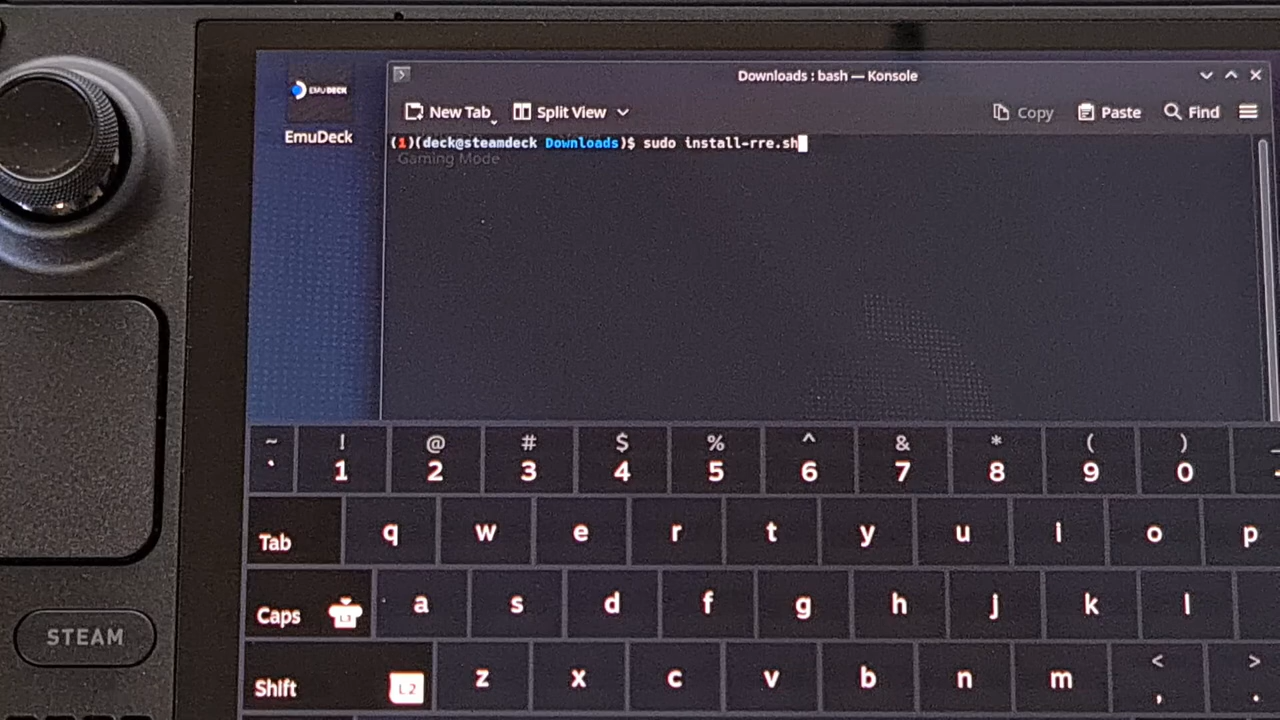 Downloads : bash — Konsole
EMUDECK
EmuDeck
New Tab Split View Copy Paste Find
(1)(deck@steamdeck Downloads)$ sudo install-rre.sh
Gaming Mode
~ ! @ # $ % ^ & * ( )
` 1 2 3 4 5 6 7 8 9 0 -
Tab q w e r t y u i o p
Caps L3 a s d f g h j k l
STEAM
Shift L2 z x c v b n m < >
, .